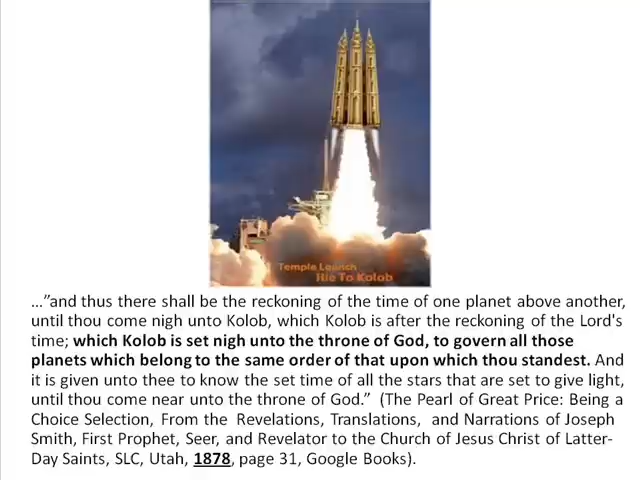 Temple Launch
Hie To Kolob
…”and thus there shall be the reckoning of the time of one planet above another,
until thou come nigh unto Kolob, which Kolob is after the reckoning of the Lord's
time; which Kolob is set nigh unto the throne of God, to govern all those
planets which belong to the same order of that upon which thou standest. And
it is given unto thee to know the set time of all the stars that are set to give light,
until thou come near unto the throne of God.” (The Pearl of Great Price: Being a
Choice Selection, From the Revelations, Translations, and Narrations of Joseph
Smith, First Prophet, Seer, and Revelator to the Church of Jesus Christ of Latter-
Day Saints, SLC, Utah, 1878, page 31, Google Books).